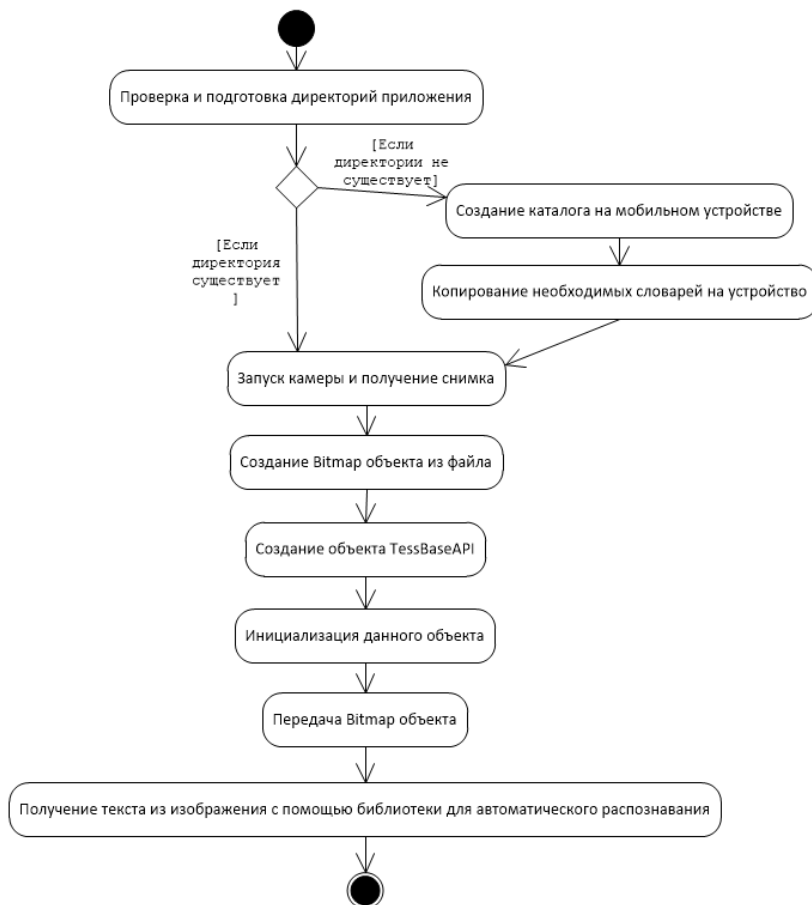 Проверка и подготовка директорий приложения
[Если
директории не
существует]
Создание каталога на мобильном устройстве
[Если
директория
существует
]
Копирование необходимых словарей на устройство
Запуск камеры и получение снимка
Создание Bitmap объекта из файла
Создание объекта TessBaseAPI
Инициализация данного объекта
Передача Bitmap объекта
Получение текста из изображения с помощью библиотеки для автоматического распознавания